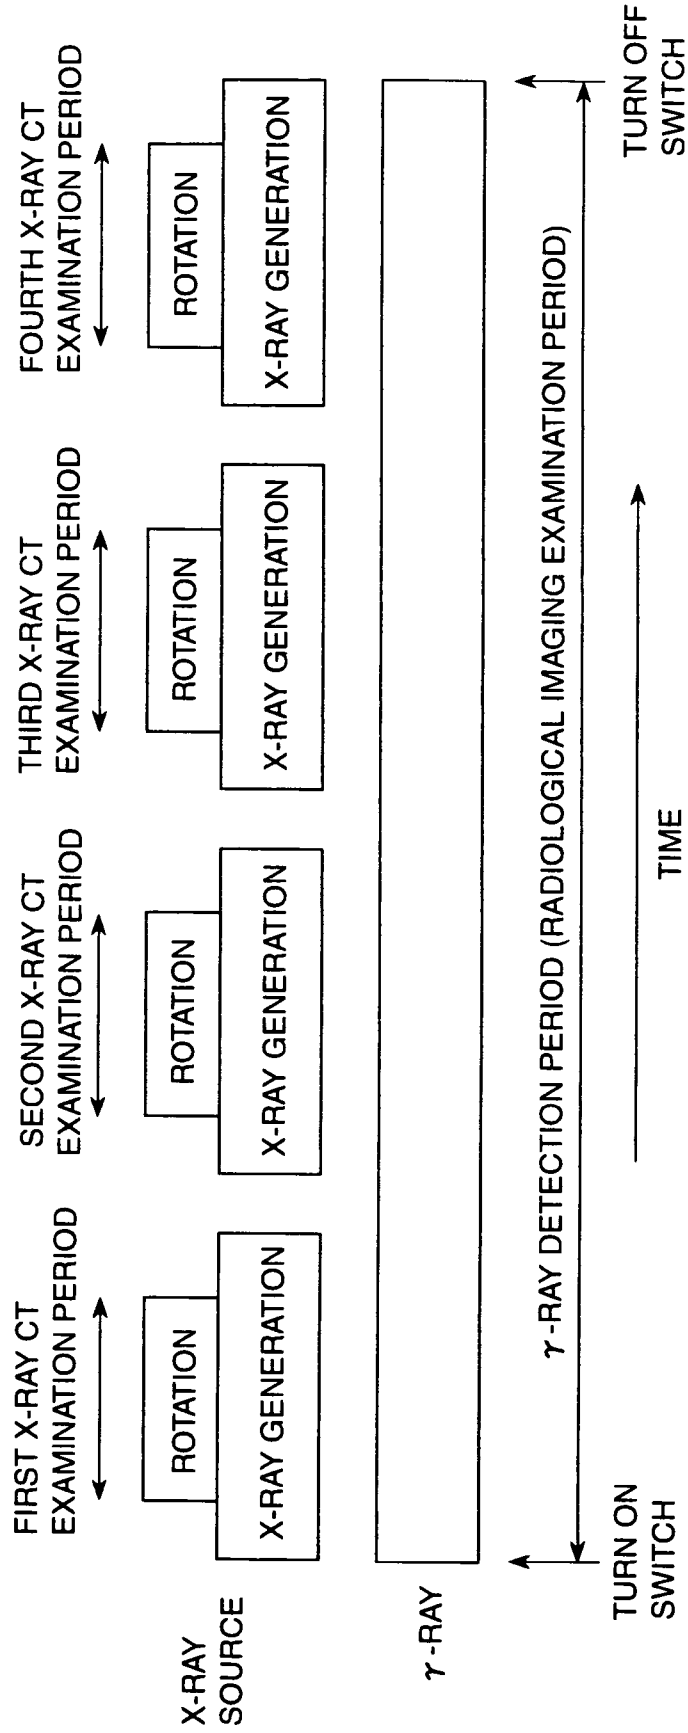 FIRST X-RAY CT
EXAMINATION PERIOD
SECOND X-RAY CT
EXAMINATION PERIOD
THIRD X-RAY CT
EXAMINATION PERIOD
FOURTH X-RAY CT
EXAMINATION PERIOD
X-RAY
SOURCE
ROTATION
ROTATION
ROTATION
ROTATION
X-RAY GENERATION
X-RAY GENERATION
X-RAY GENERATION
X-RAY GENERATION
γ-RAY
γ-RAY DETECTION PERIOD (RADIOLOGICAL IMAGING EXAMINATION PERIOD)
TURN ON
SWITCH
TIME
TURN OFF
SWITCH